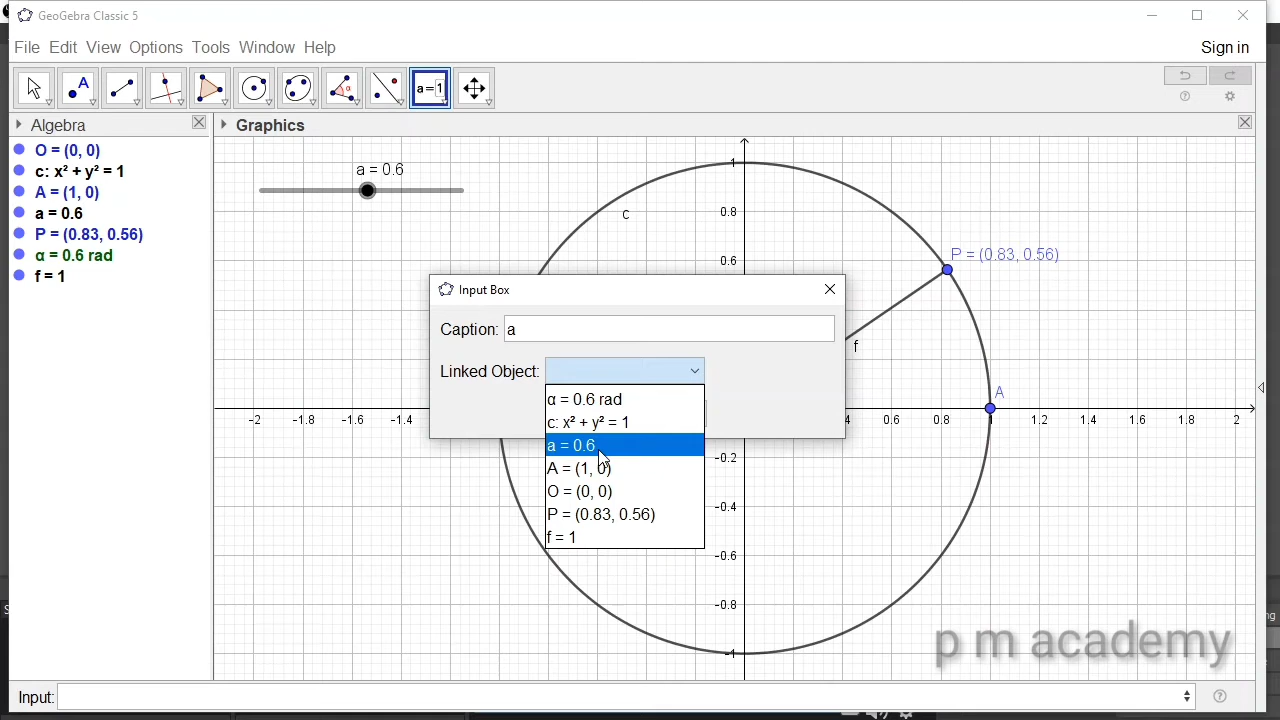 GeoGebra Classic 5
File Edit View Options Tools Window Help
Sign in
A
α
a=1
Algebra
Graphics
O = (0, 0)
c: x² + y² = 1
A = (1, 0)
a = 0.6
P = (0.83, 0.56)
α = 0.6 rad
f = 1
a = 0.6
1
c
0.8
0.6
P = (0.83, 0.56)
Input Box
Caption: a
Linked Object:
f
α = 0.6 rad
c: x² + y² = 1
a = 0.6
A = (1, 0)
O = (0, 0)
P = (0.83, 0.56)
f = 1
A
-2 -1.8 -1.6 -1.4 0.6 0.8 1 1.2 1.4 1.6 1.8 2
-0.2
-0.4
-0.6
-0.8
-1
p m academy
Input: